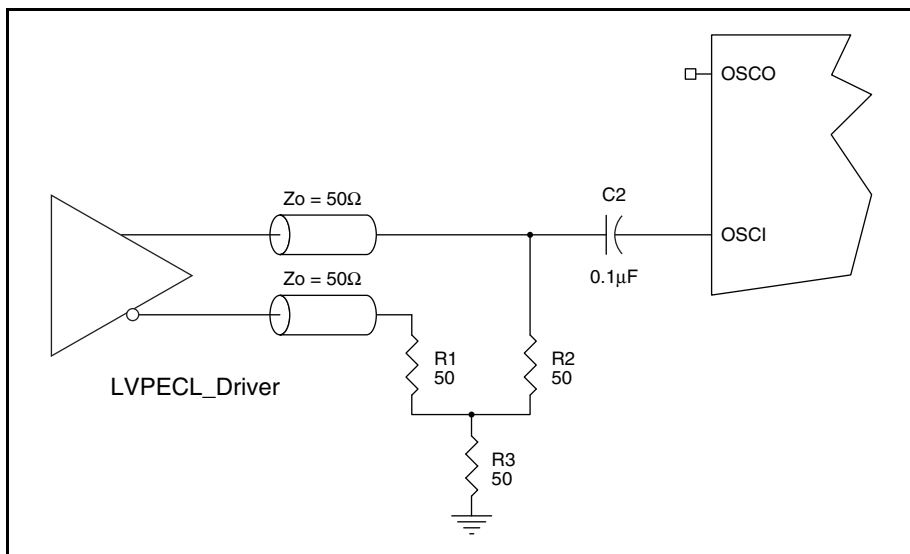 OSCO
Zo = 50Ω
C2
OSCI
Zo = 50Ω
0.1μF
R1
50
R2
50
LVPECL_Driver
R3
50